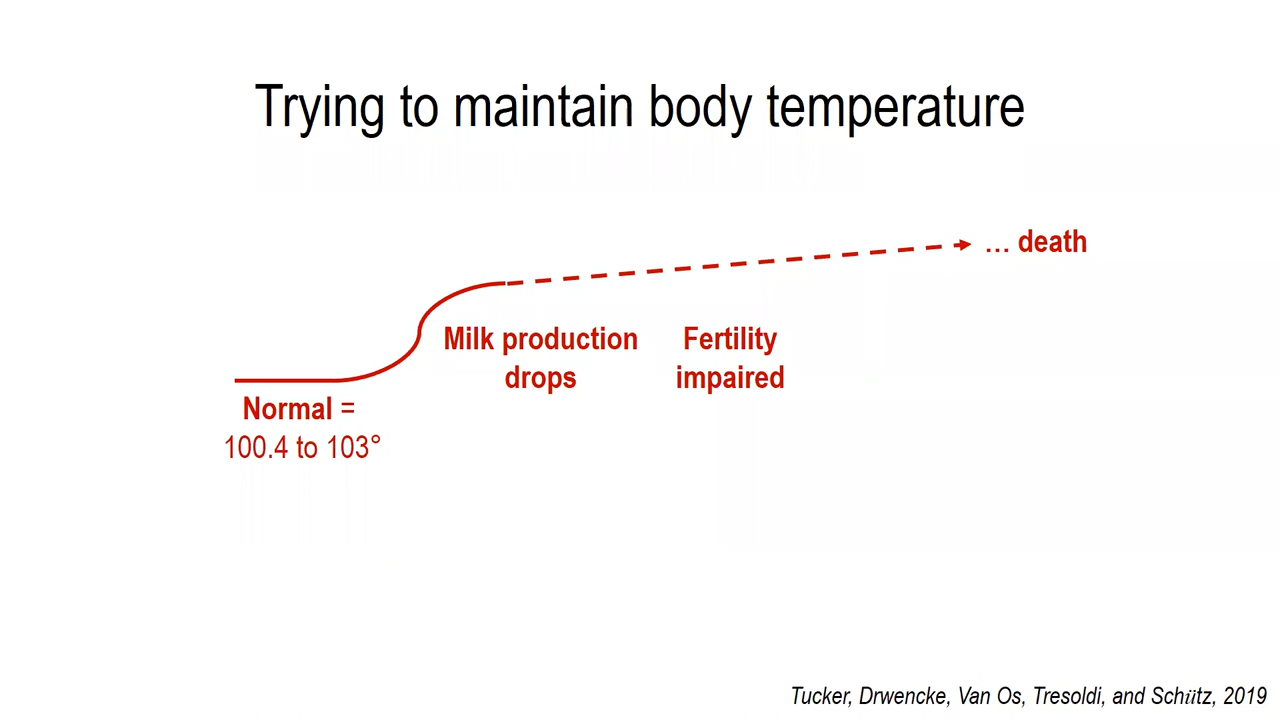 Trying to maintain body temperature
… death
Milk production
drops
Fertility
impaired
Normal =
100.4 to 103°
Tucker, Drwencke, Van Os, Tresoldi, and Schütz, 2019